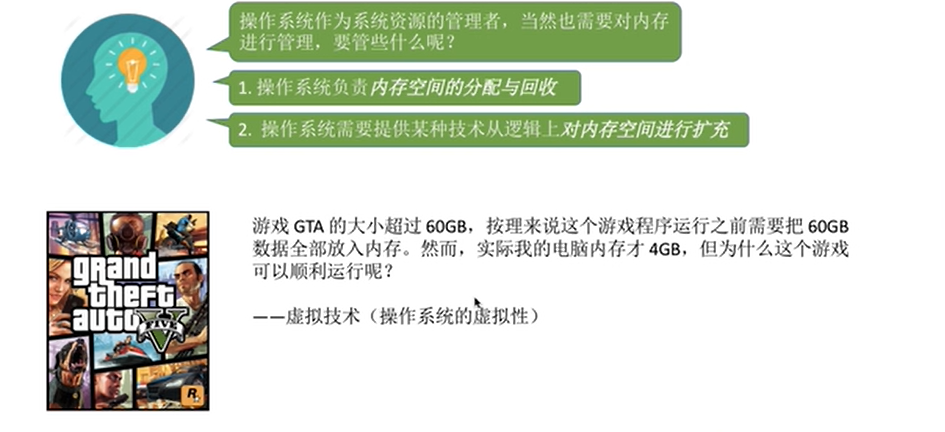 操作系统作为系统资源的管理者，当然也需要对内存
进行管理，要管些什么呢？
1. 操作系统负责内存空间的分配与回收
2. 操作系统需要提供某种技术从逻辑上对内存空间进行扩充
游戏 GTA 的大小超过 60GB，按理来说这个游戏程序运行之前需要把 60GB
数据全部放入内存。然而，实际我的电脑内存才 4GB，但为什么这个游戏
可以顺利运行呢？
——虚拟技术（操作系统的虚拟性）
grand
theft
auto
FIVE
V
R